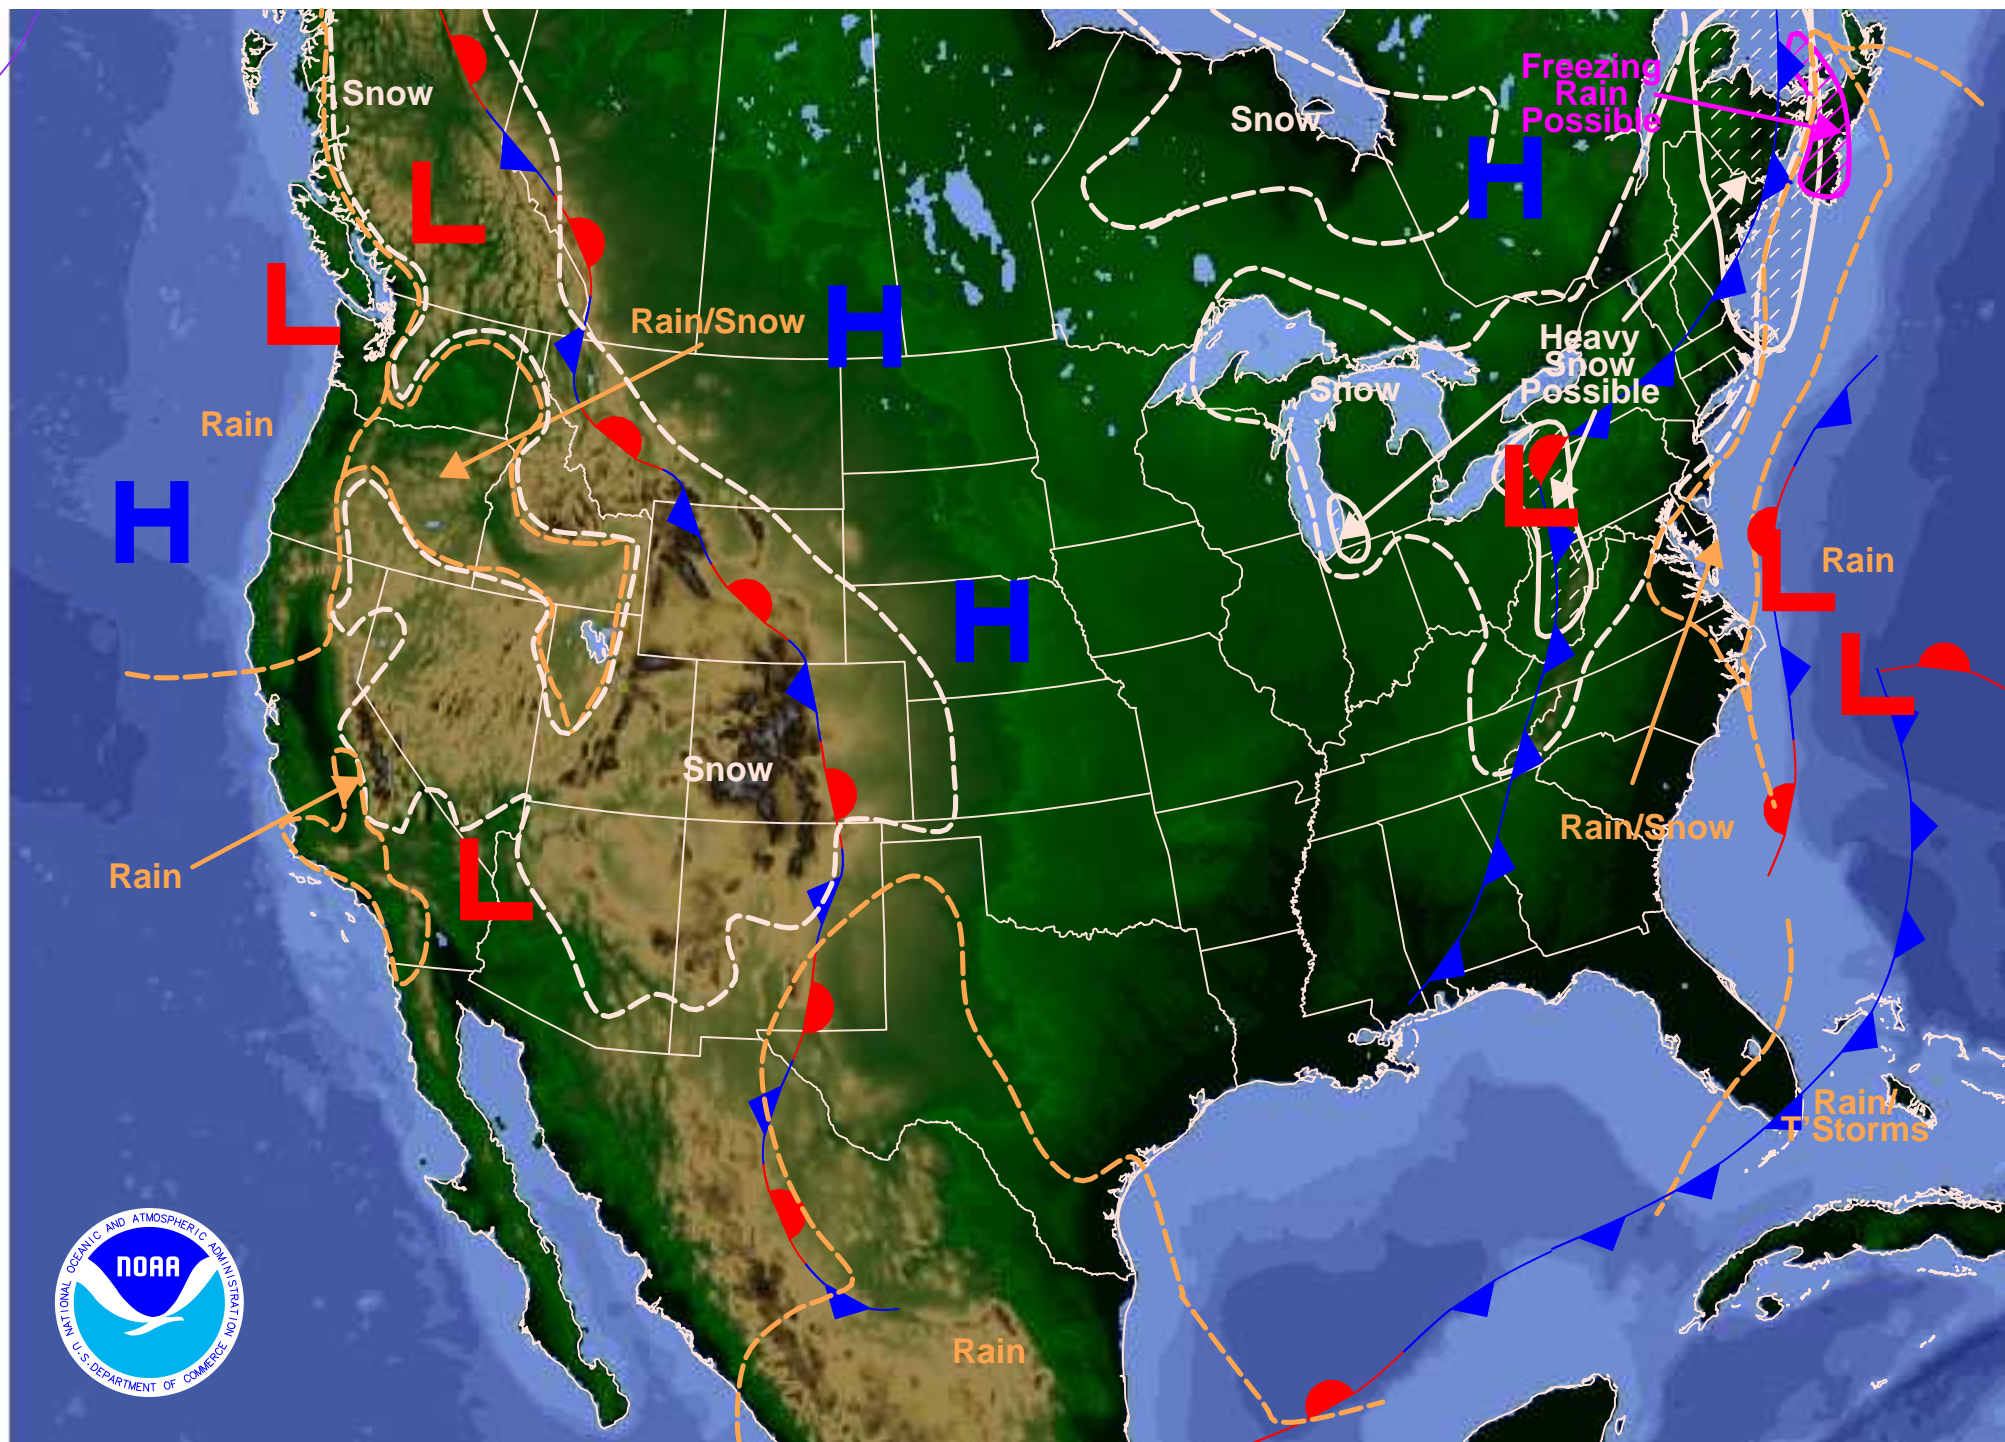 Freezing
Rain
Possible
Snow
Snow
L
H
L
Rain/Snow
H
Heavy
Snow
Possible
Snow
Rain
H
L
L
Rain
H
L
Snow
Rain/Snow
Rain
L
Rain/
T'Storms
Rain
NATIONAL OCEANIC AND ATMOSPHERIC ADMINISTRATION
NOAA
U.S. DEPARTMENT OF COMMERCE